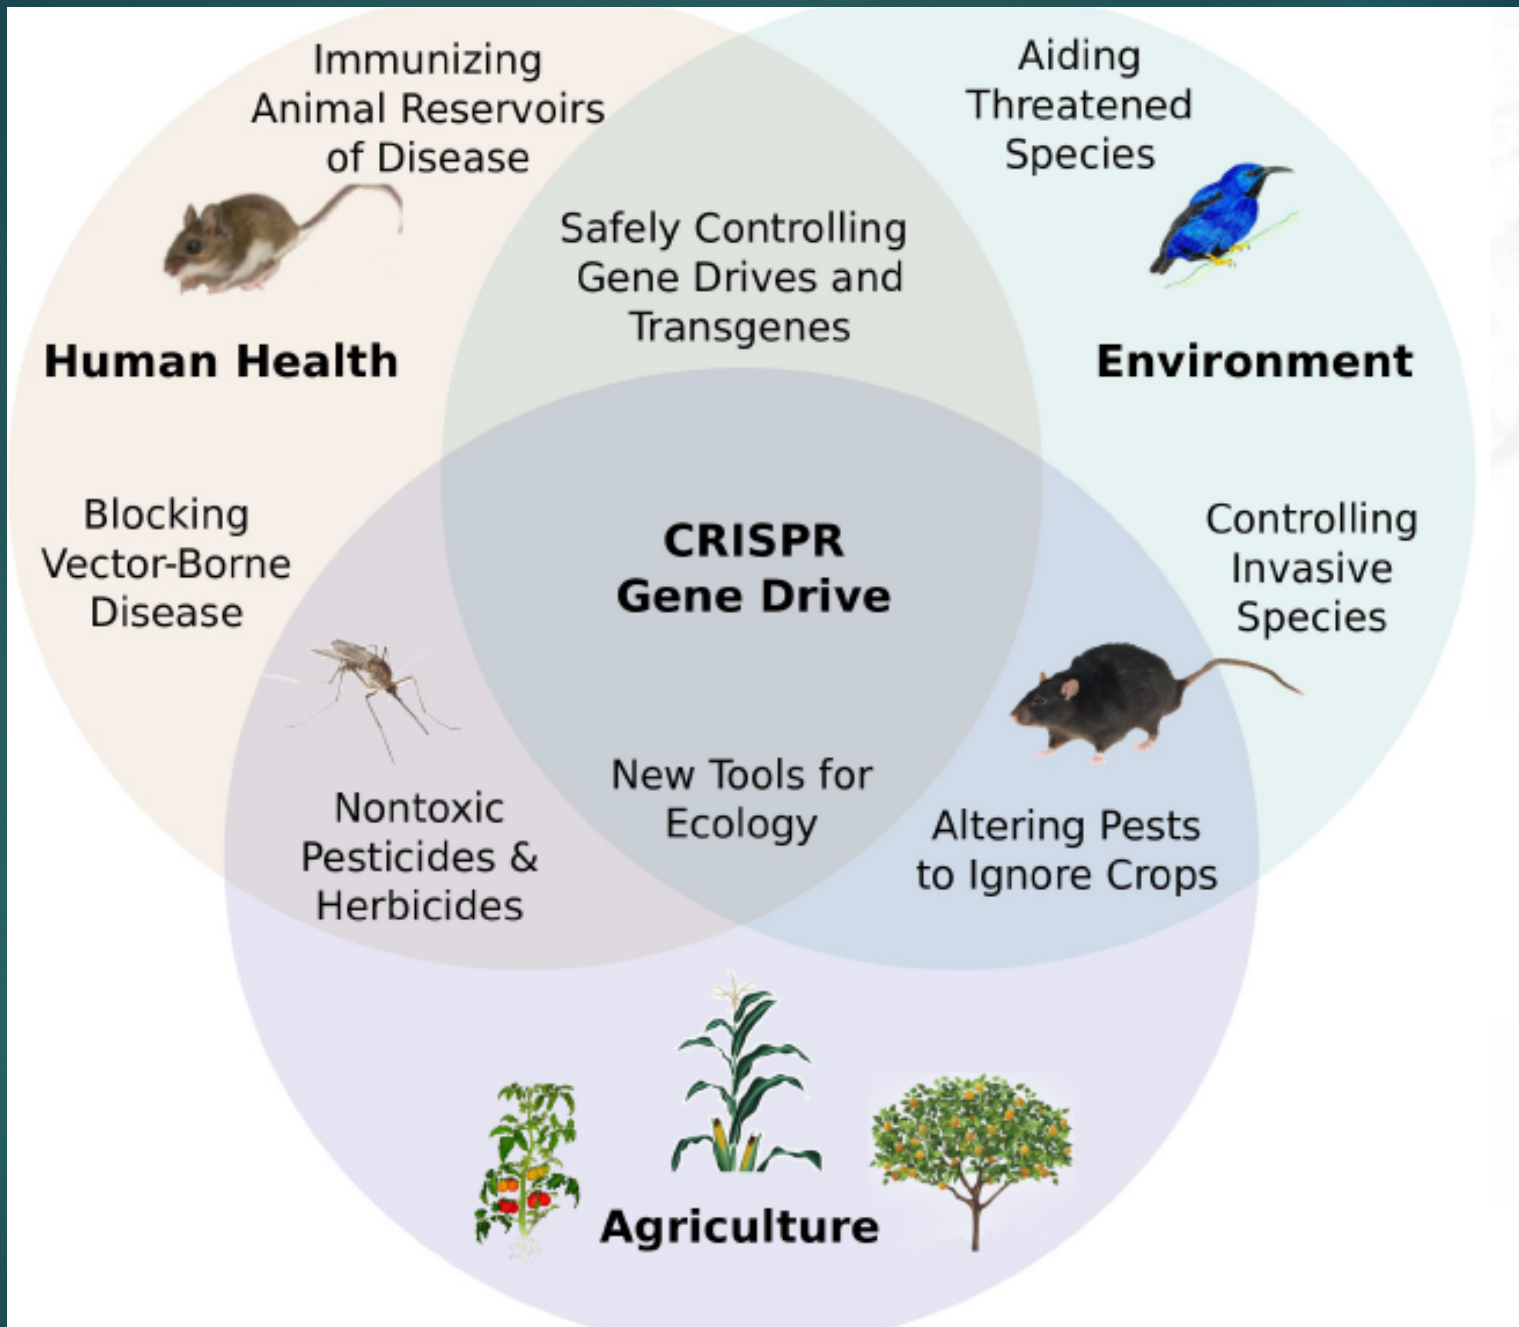 Immunizing
Animal Reservoirs
of Disease
Aiding
Threatened
Species
Safely Controlling
Gene Drives and
Transgenes
Human Health
Environment
Blocking
Vector-Borne
Disease
CRISPR
Gene Drive
Controlling
Invasive
Species
Nontoxic
Pesticides &
Herbicides
New Tools for
Ecology
Altering Pests
to Ignore Crops
Agriculture